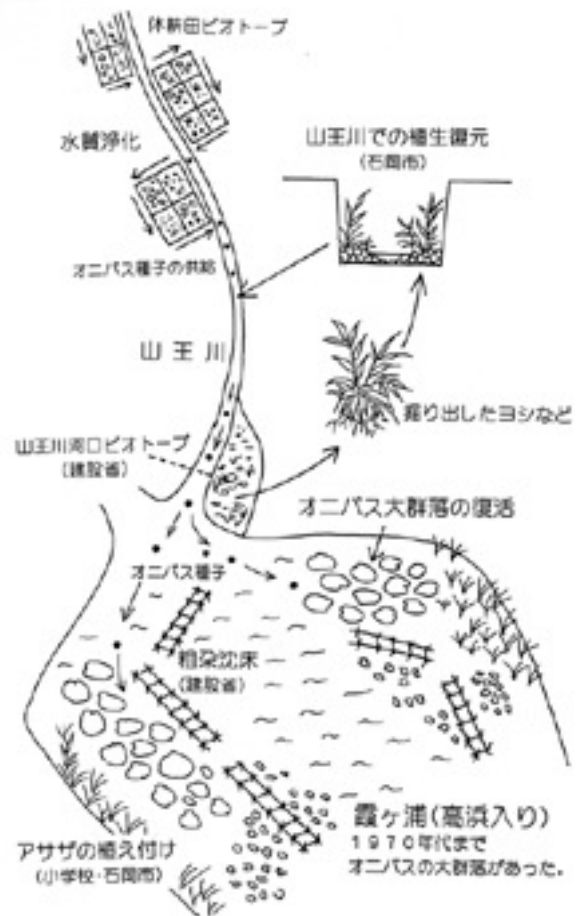 休耕田ビオトープ
水質浄化
山王川での植生復元
(石岡市)
オニバス種子の供給
山王川
掘り出したヨシなど
山王川河口ビオトープ
(建設省)
オニバス大群落の復活
オニバス種子
粗朶沈床
(建設省)
霞ヶ浦(高浜入り)
1970年代まで
オニバスの大群落があった。
アサザの植え付け
(小学校・石岡市)